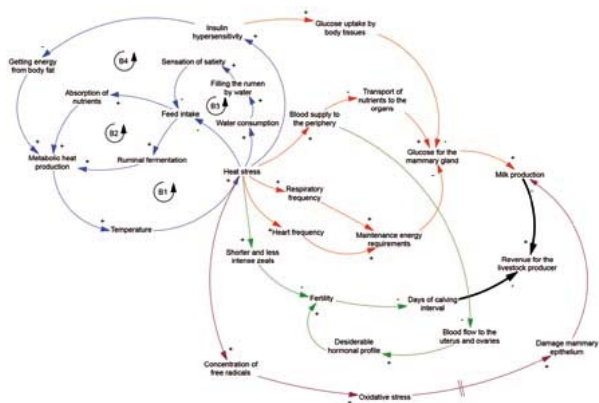 Insulin
hypersensitivity
Glucose uptake by
body tissues
B4
Getting energy
from body fat
Sensation of satiety
Absorption of
nutrients
Filling the rumen
by water
B3
Transport of
nutrients to the
organs
Feed intake
Blood supply to
the periphery
B2
Water consumption
Metabolic heat
production
Ruminal fermentation
Glucose for the
mammary gland
Heat stress
Milk production
B1
Respiratory
frequency
Temperature
Heart frequency
Maintenance energy
requirements
Shorter and less
intense zeals
Revenue for the
livestock producer
Fertility
Days of calving
interval
Blood flow to the
uterus and ovaries
Desiderable
hormonal profile
Damage mammary
epithelium
Concentration of
free radicals
Oxidative stress